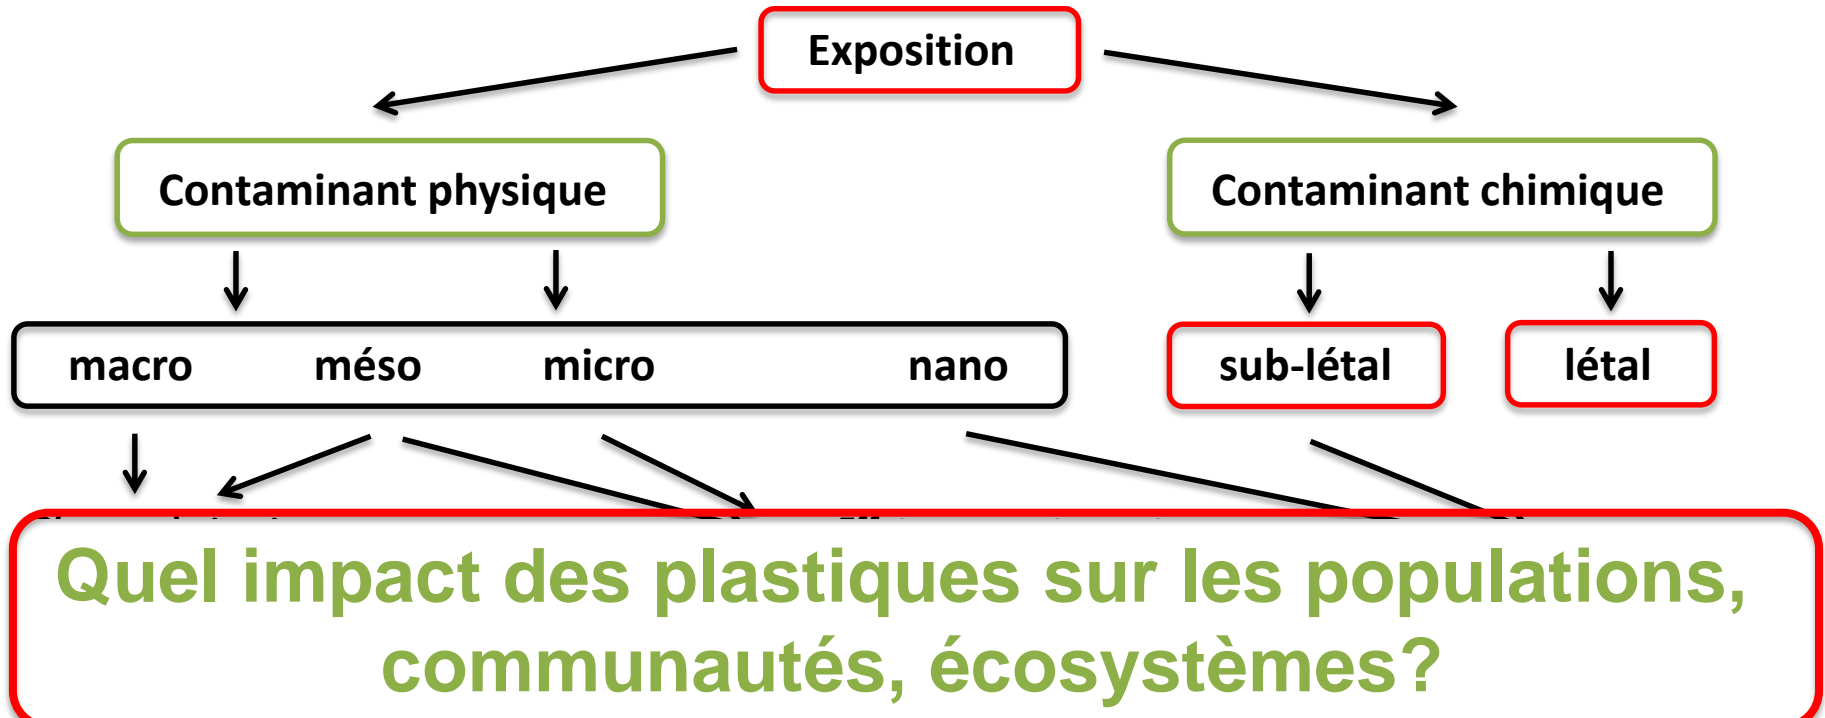 Exposition
Contaminant physique
Contaminant chimique
macro méso micro nano
sub-létal
létal
Quel impact des plastiques sur les populations,
communautés, écosystèmes?